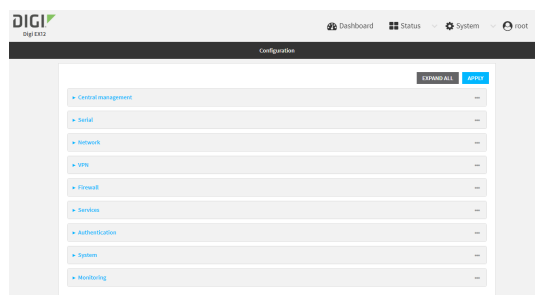 DIGI
Digi EX12
Dashboard
Status
System
root
Configuration
EXPAND ALL
APPLY
Central management
Serial
Network
VPN
Firewall
Services
Authentication
System
Monitoring